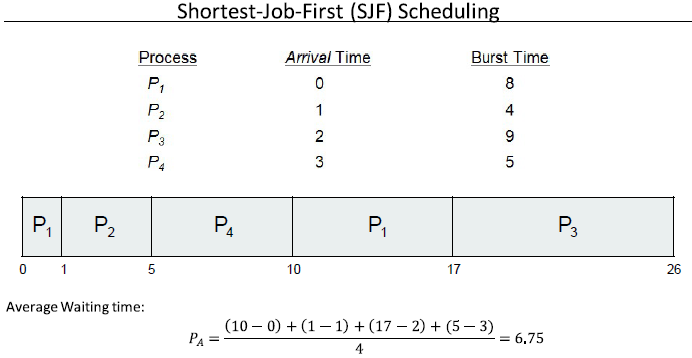 Shortest-Job-First (SJF) Scheduling
Process Arrival Time Burst Time
P₁ 0 8
P₂ 1 4
P₃ 2 9
P₄ 3 5
P₁ P₂ P₄ P₁ P₃
0 1 5 10 17 26
Average Waiting time:
P_A = ((10 − 0) + (1 − 1) + (17 − 2) + (5 − 3)) / 4 = 6,75